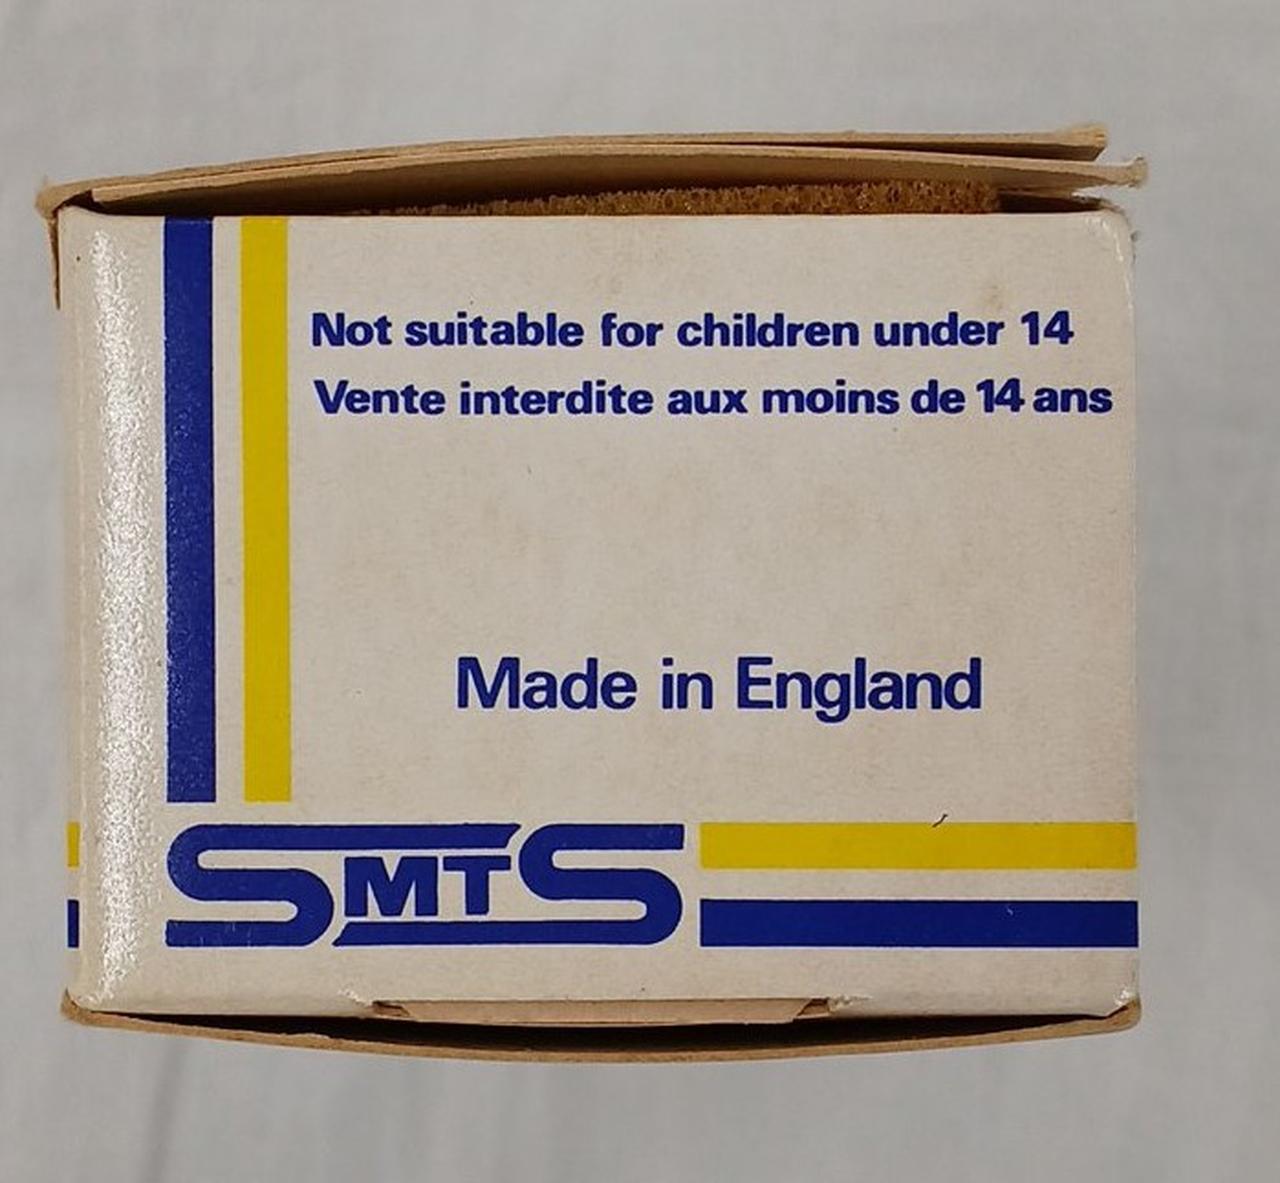 Not suitable for children under 14
Vente interdite aux moins de 14 ans
Made in England
SMTS